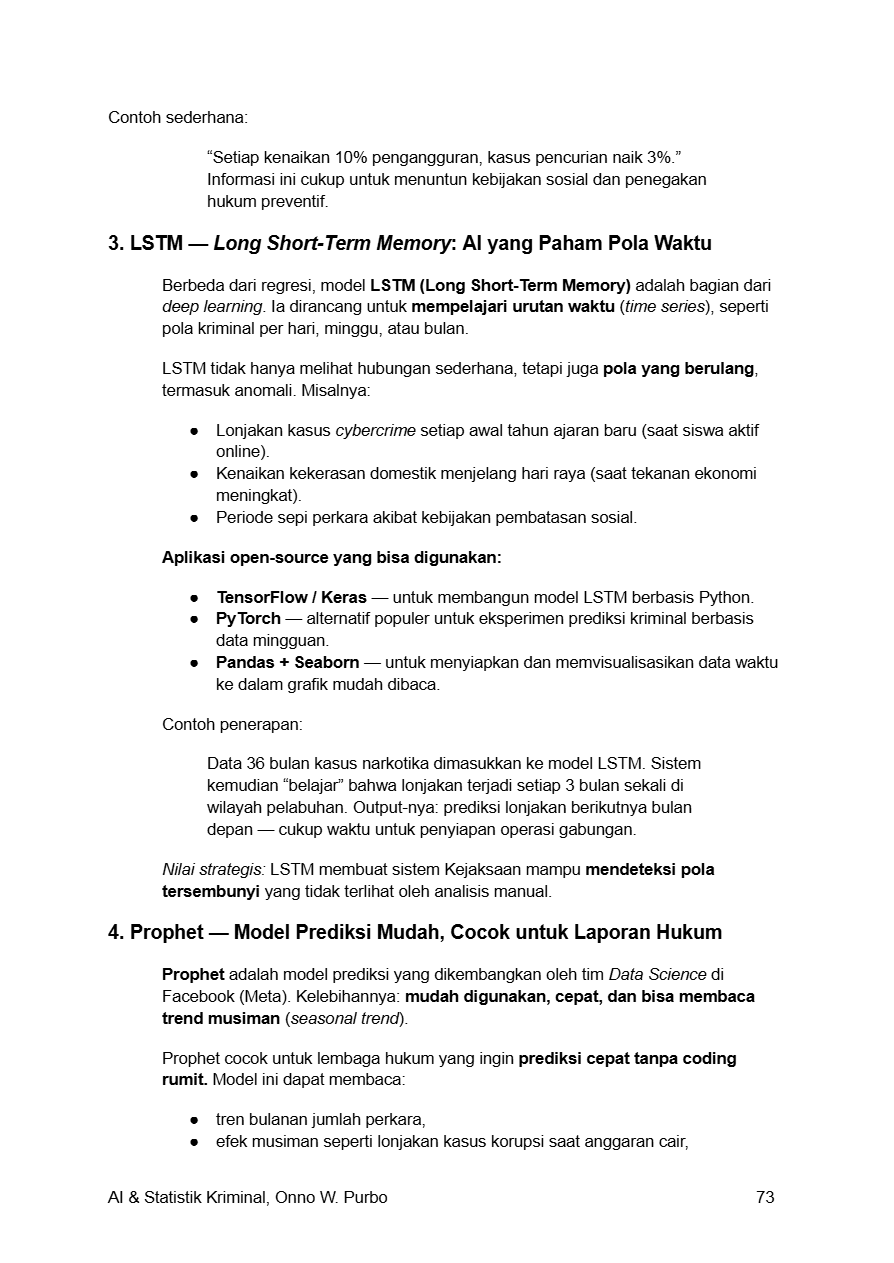 Contoh sederhana:
“Setiap kenaikan 10% pengangguran, kasus pencurian naik 3%.”
Informasi ini cukup untuk menuntun kebijakan sosial dan penegakan
hukum preventif.
3. LSTM — Long Short-Term Memory: AI yang Paham Pola Waktu
Berbeda dari regresi, model LSTM (Long Short-Term Memory) adalah bagian dari
deep learning. Ia dirancang untuk mempelajari urutan waktu (time series), seperti
pola kriminal per hari, minggu, atau bulan.
LSTM tidak hanya melihat hubungan sederhana, tetapi juga pola yang berulang,
termasuk anomali. Misalnya:
● Lonjakan kasus cybercrime setiap awal tahun ajaran baru (saat siswa aktif
online).
● Kenaikan kekerasan domestik menjelang hari raya (saat tekanan ekonomi
meningkat).
● Periode sepi perkara akibat kebijakan pembatasan sosial.
Aplikasi open-source yang bisa digunakan:
● TensorFlow / Keras — untuk membangun model LSTM berbasis Python.
● PyTorch — alternatif populer untuk eksperimen prediksi kriminal berbasis
data mingguan.
● Pandas + Seaborn — untuk menyiapkan dan memvisualisasikan data waktu
ke dalam grafik mudah dibaca.
Contoh penerapan:
Data 36 bulan kasus narkotika dimasukkan ke model LSTM. Sistem
kemudian “belajar” bahwa lonjakan terjadi setiap 3 bulan sekali di
wilayah pelabuhan. Output-nya: prediksi lonjakan berikutnya bulan
depan — cukup waktu untuk penyiapan operasi gabungan.
Nilai strategis: LSTM membuat sistem Kejaksaan mampu mendeteksi pola
tersembunyi yang tidak terlihat oleh analisis manual.
4. Prophet — Model Prediksi Mudah, Cocok untuk Laporan Hukum
Prophet adalah model prediksi yang dikembangkan oleh tim Data Science di
Facebook (Meta). Kelebihannya: mudah digunakan, cepat, dan bisa membaca
trend musiman (seasonal trend).
Prophet cocok untuk lembaga hukum yang ingin prediksi cepat tanpa coding
rumit. Model ini dapat membaca:
● tren bulanan jumlah perkara,
● efek musiman seperti lonjakan kasus korupsi saat anggaran cair,
AI & Statistik Kriminal, Onno W. Purbo 73